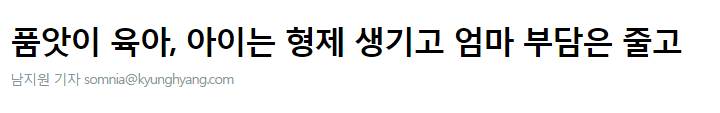 품앗이 육아, 아이는 형제 생기고 엄마 부담은 줄고
남지원 기자 somnia@kyunghyang.com